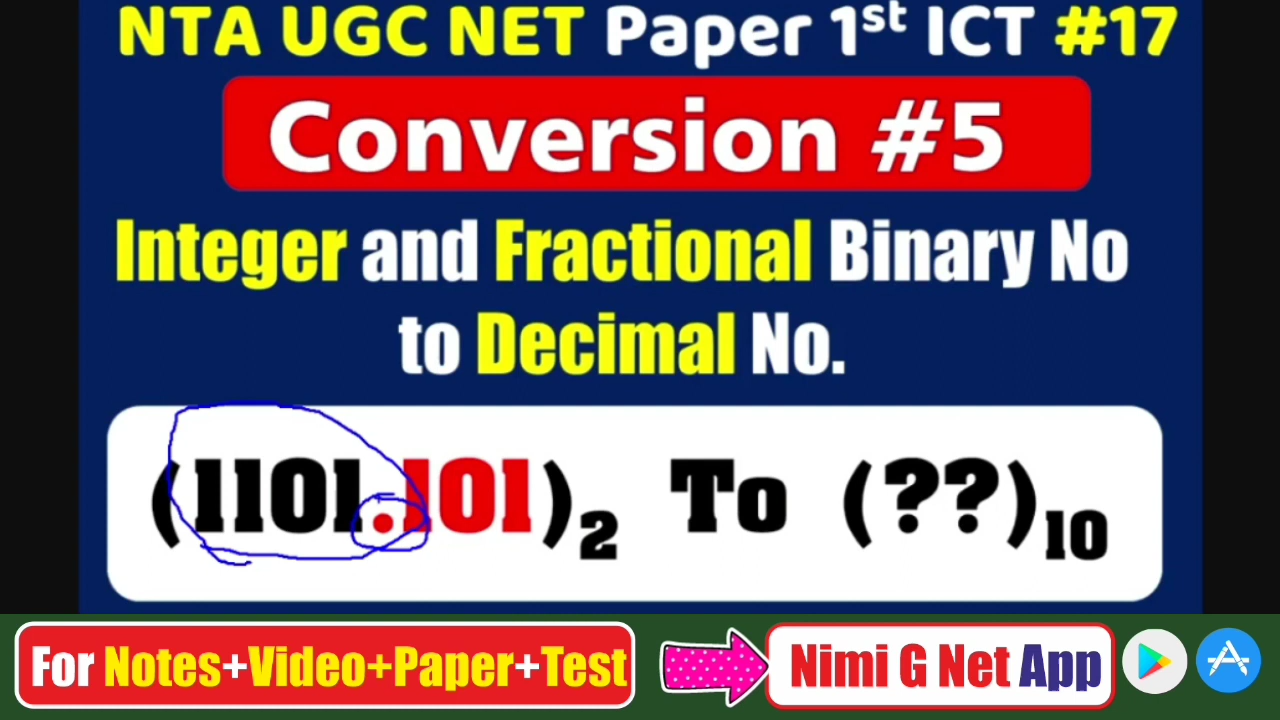 NTA UGC NET Paper 1st ICT #17
Conversion #5
Integer and Fractional Binary No
to Decimal No.
(1101.101)2 To (??)10
For Notes+Video+Paper+Test Nimi G Net App